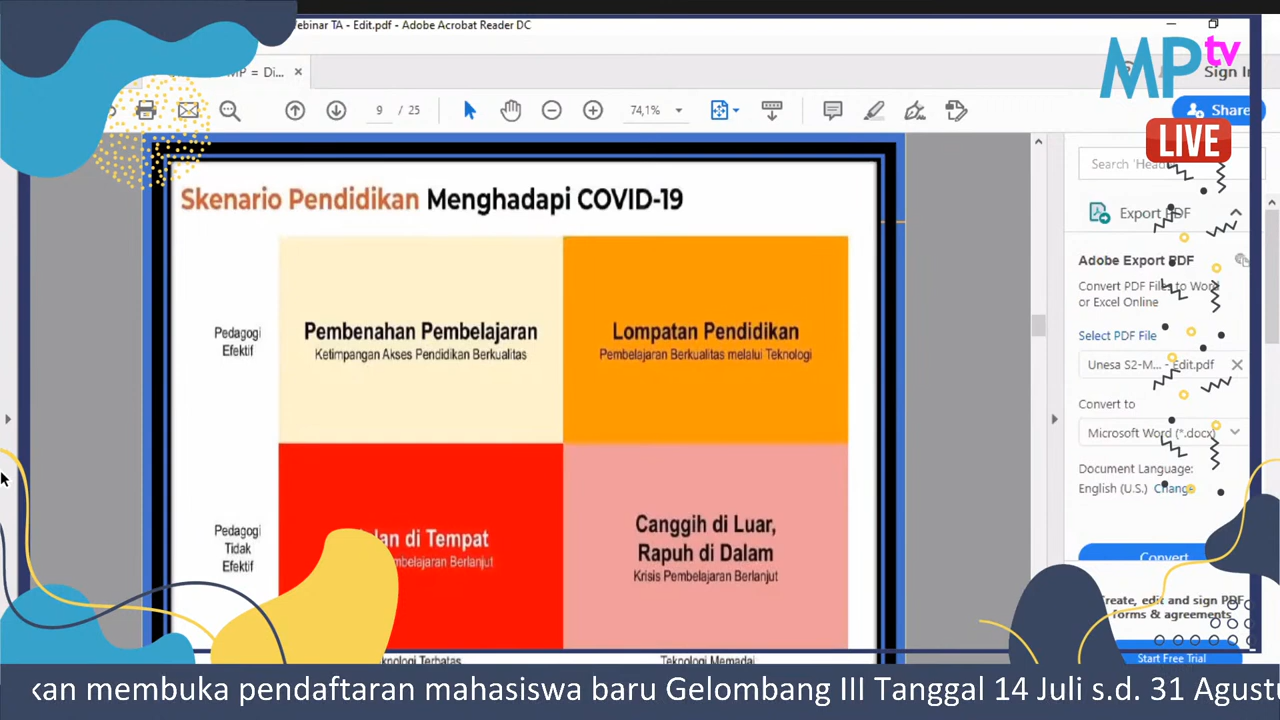 ebinar TA - Edit.pdf - Adobe Acrobat Reader DC
MPtv
MP = Di...
Sign In
9 / 25
74,1%
Share
LIVE
Skenario Pendidikan Menghadapi COVID-19
Pedagogi
Efektif
Pembenahan Pembelajaran
Ketimpangan Akses Pendidikan Berkualitas
Lompatan Pendidikan
Pembelajaran Berkualitas melalui Teknologi
Pedagogi
Tidak
Efektif
di Tempat
Berlanjut
Canggih di Luar,
Rapuh di Dalam
Krisis Pembelajaran Berlanjut
Teknologi Memadai
Search
Export PDF
Adobe Export PDF
Convert PDF Files to Word
or Excel Online
Select PDF File
Unesa S2-M... - Edit.pdf
Convert to
Microsoft Word (*.docx)
Document Language:
English (U.S.) Change
Convert
Create, edit and sign PDF
forms & agreements
Start Free Trial
kan membuka pendaftaran mahasiswa baru Gelombang III Tanggal 14 Juli s.d. 31 Agustu